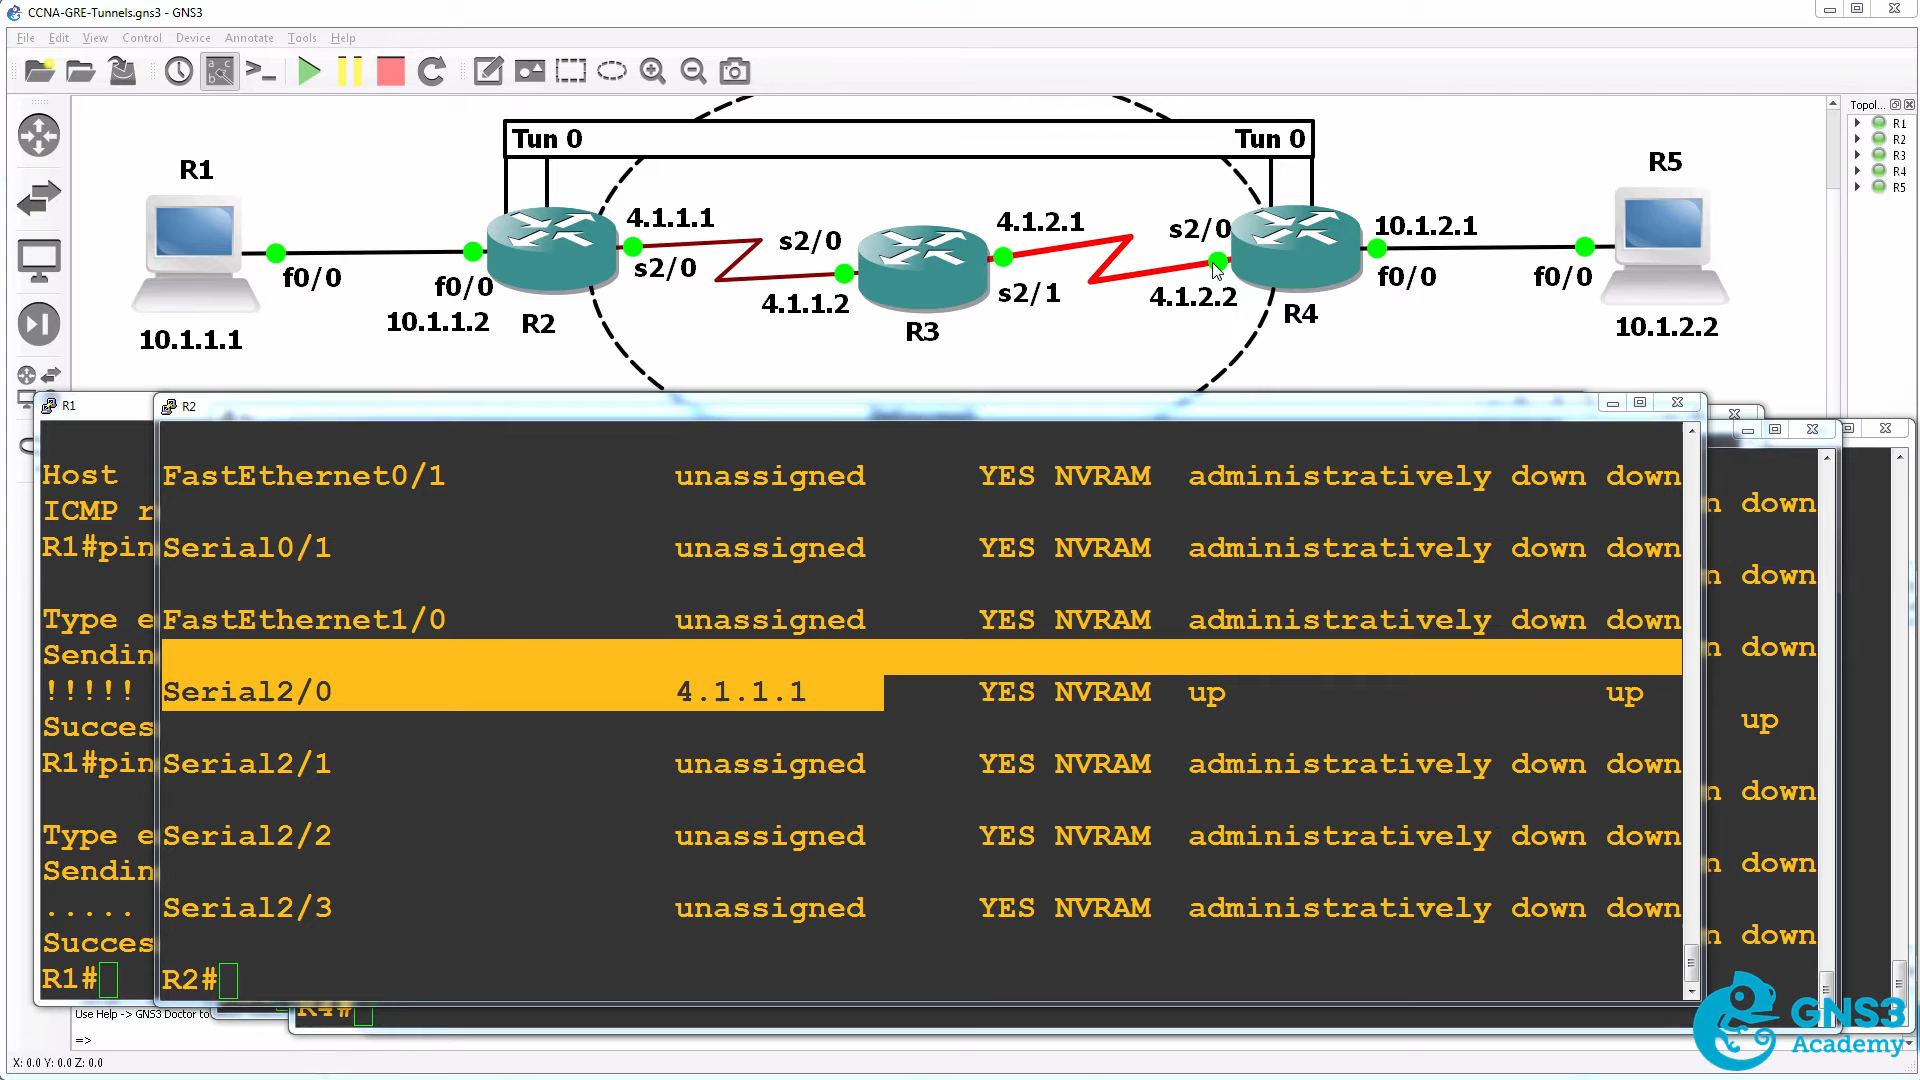 CCNA-GRE-Tunnels.gns3 - GNS3
File Edit View Control Device Annotate Tools Help
Topol...
R1
R2
R3
R4
R5
Tun 0 Tun 0
R1
R5
4.1.1.1
4.1.2.1
s2/0
10.1.2.1
s2/0
s2/0
f0/0
f0/0
f0/0
f0/0
s2/1
4.1.1.2
4.1.2.2
10.1.1.2
R2
R3
R4
10.1.1.1
10.1.2.2
R1
R2
Host
ICMP r
R1#pin
Type e
Sendin
!!!!!
Succes
R1#pin
Type e
Sendin
.....
Succes
R1#
FastEthernet0/1 unassigned YES NVRAM administratively down down
Serial0/1 unassigned YES NVRAM administratively down down
FastEthernet1/0 unassigned YES NVRAM administratively down down
Serial2/0 4.1.1.1 YES NVRAM up up
Serial2/1 unassigned YES NVRAM administratively down down
Serial2/2 unassigned YES NVRAM administratively down down
Serial2/3 unassigned YES NVRAM administratively down down
R2#
n down
n down
n down
up
n down
n down
n down
R4#
Use Help -> GNS3 Doctor to
=>
X: 0.0 Y: 0.0 Z: 0.0
GNS3
Academy